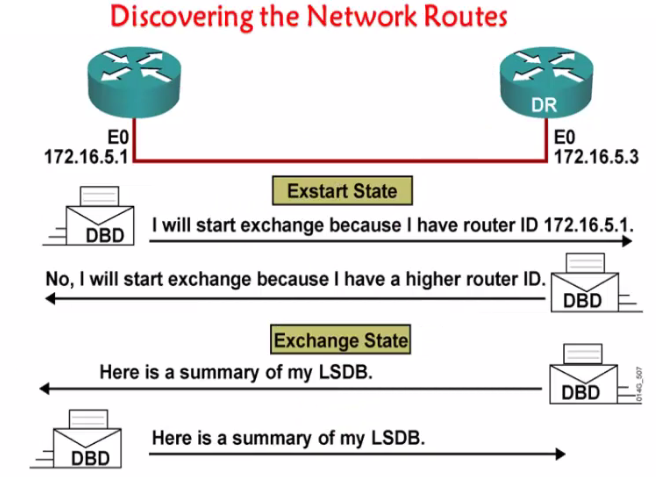 Discovering the Network Routes
DR
E0
172.16.5.1
E0
172.16.5.3
Exstart State
DBD
I will start exchange because I have router ID 172.16.5.1.
No, I will start exchange because I have a higher router ID.
DBD
Exchange State
Here is a summary of my LSDB.
DBD
014G_507
Here is a summary of my LSDB.
DBD